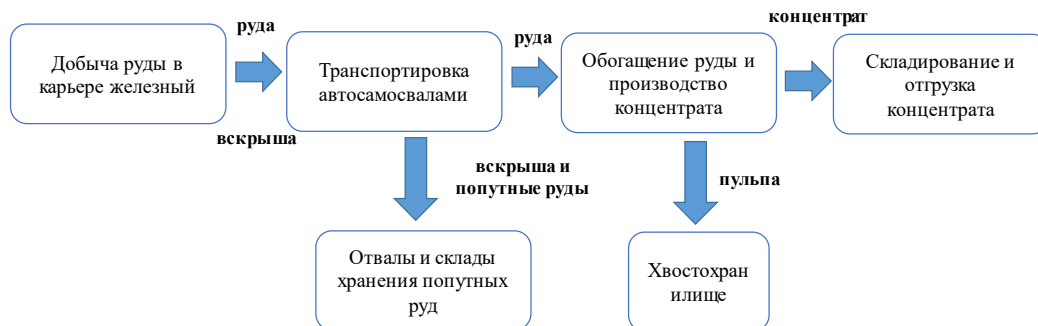 руда
руда
концентрат
Добыча руды в
карьере железный
Транспортировка
автосамосвалами
Обогащение руды и
производство
концентрата
Складирование и
отгрузка
концентрата
вскрыша
вскрыша и
попутные руды
пульпа
Отвалы и склады
хранения попутных
руд
Хвостохран
илище